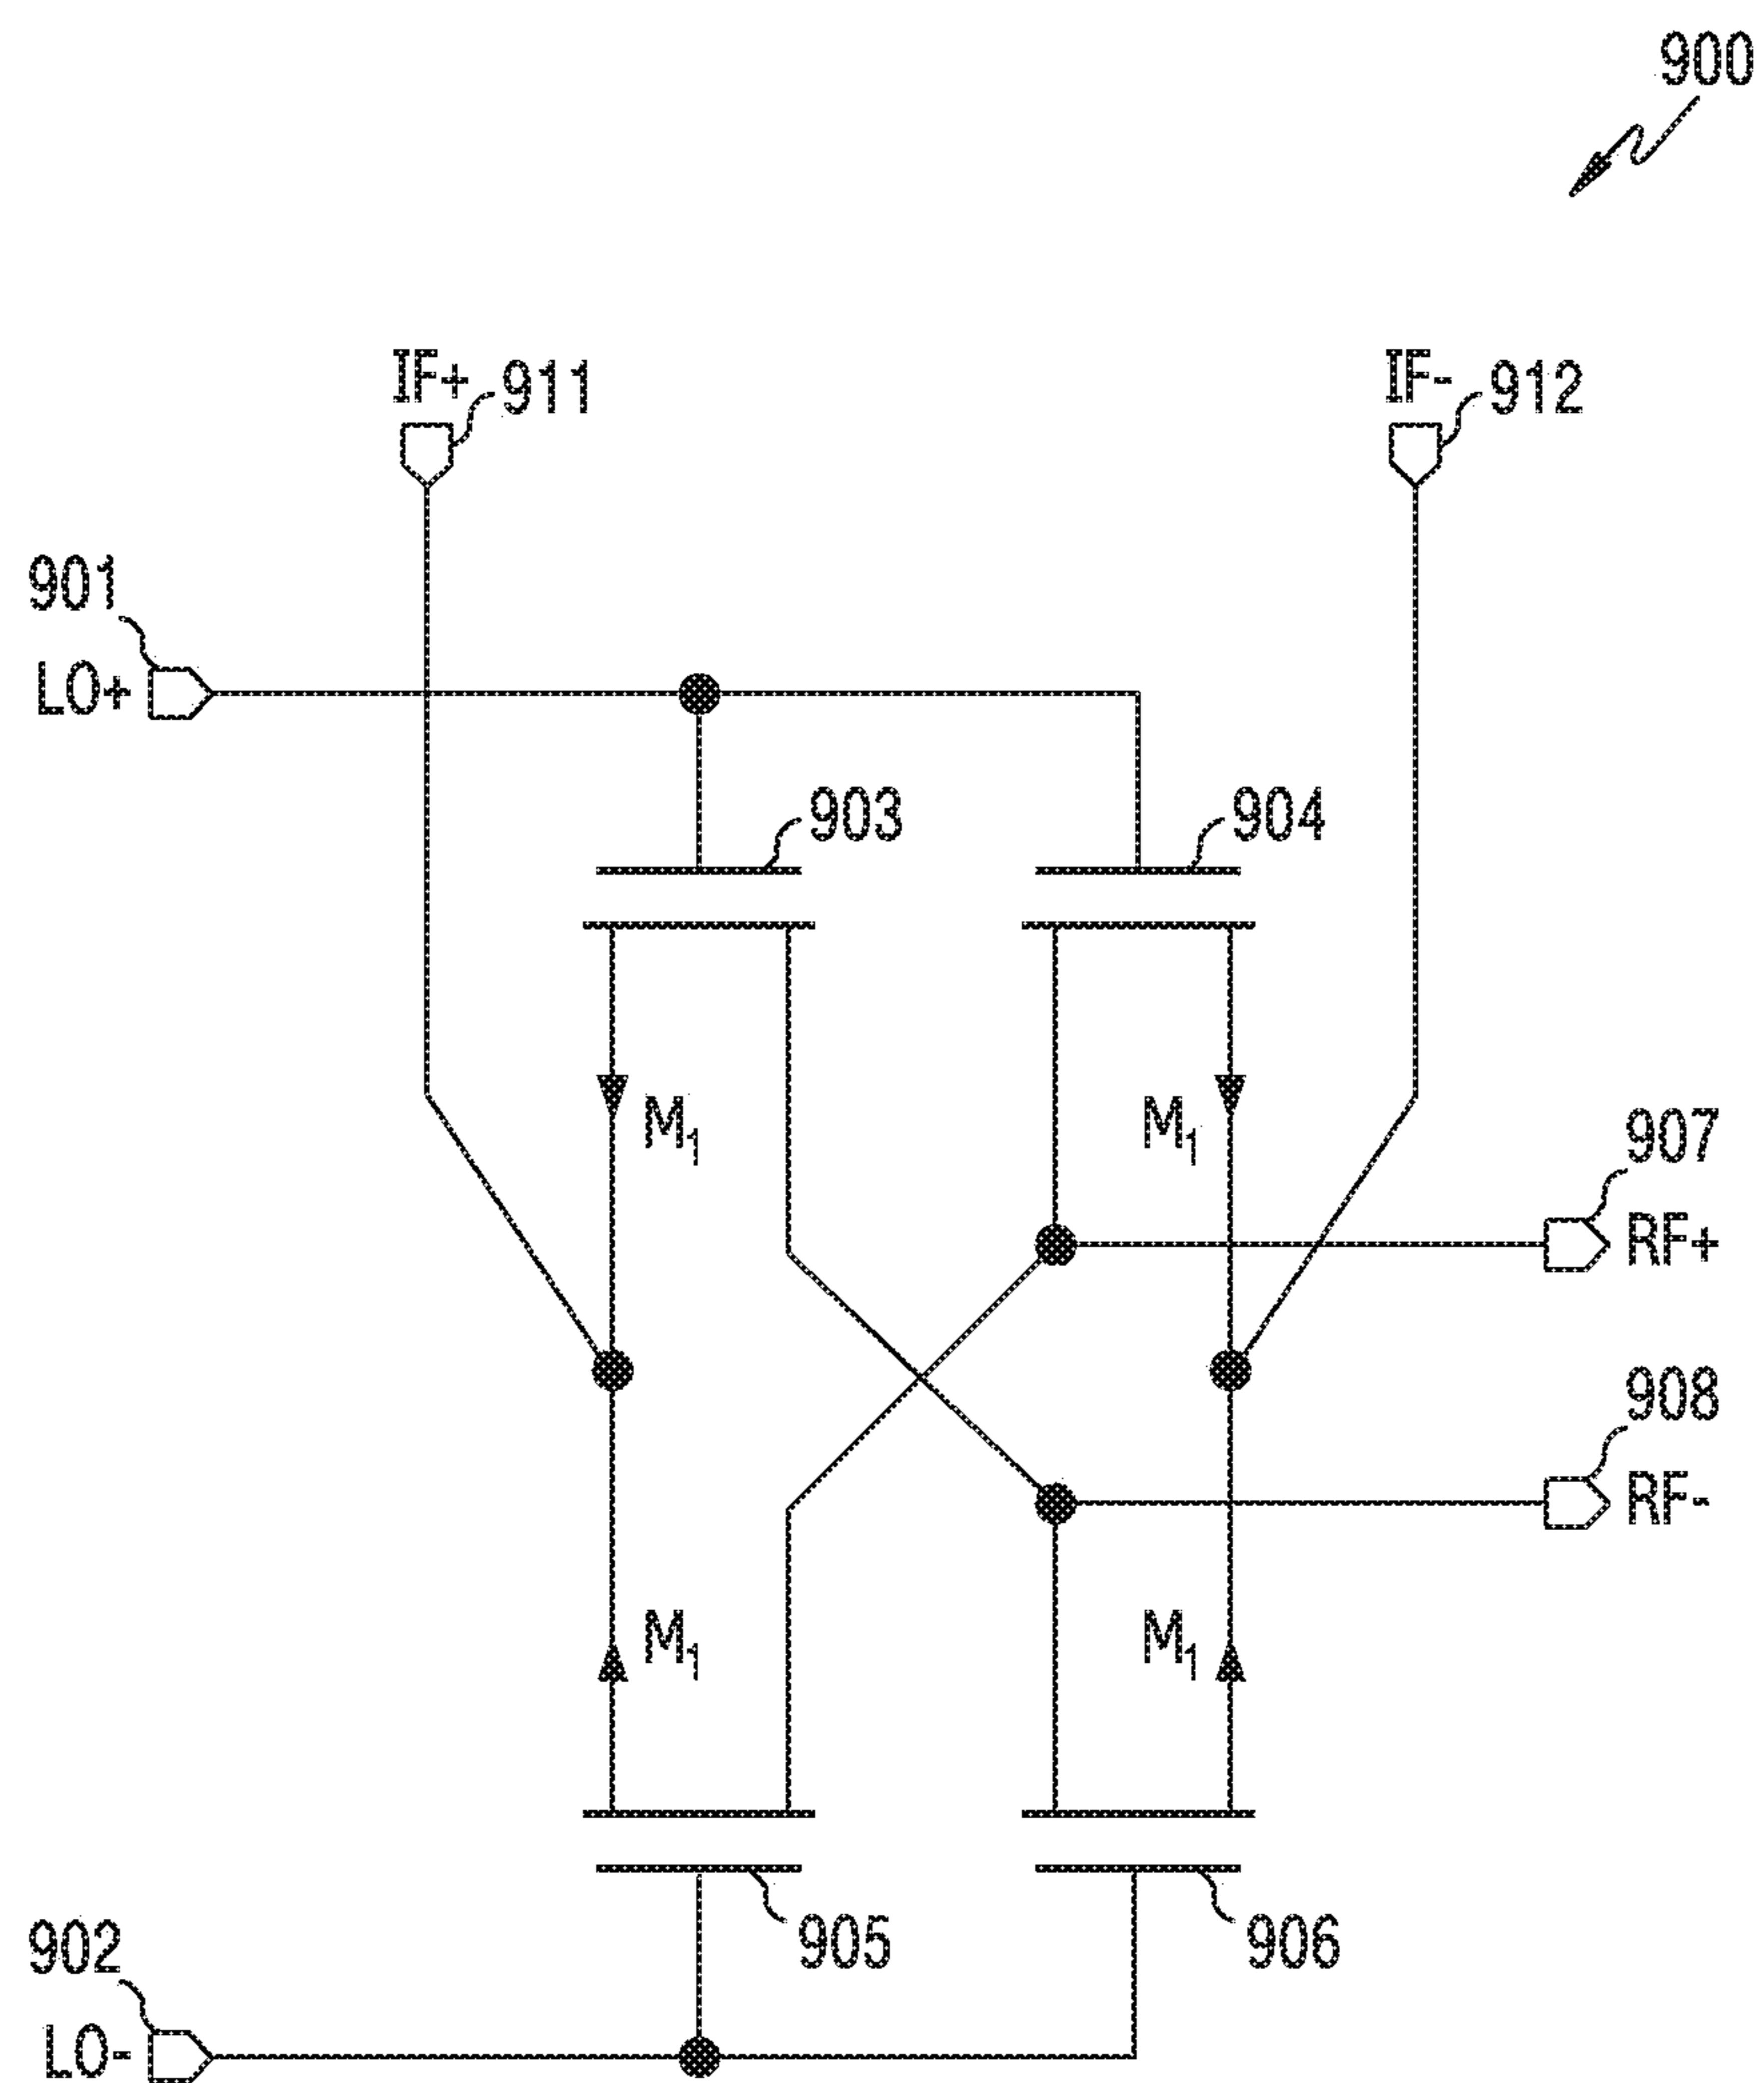 900
IF+ 911
IF- 912
901
LO+
903
904
M1
M1
907
RF+
908
RF-
M1
M1
905
906
902
LO-